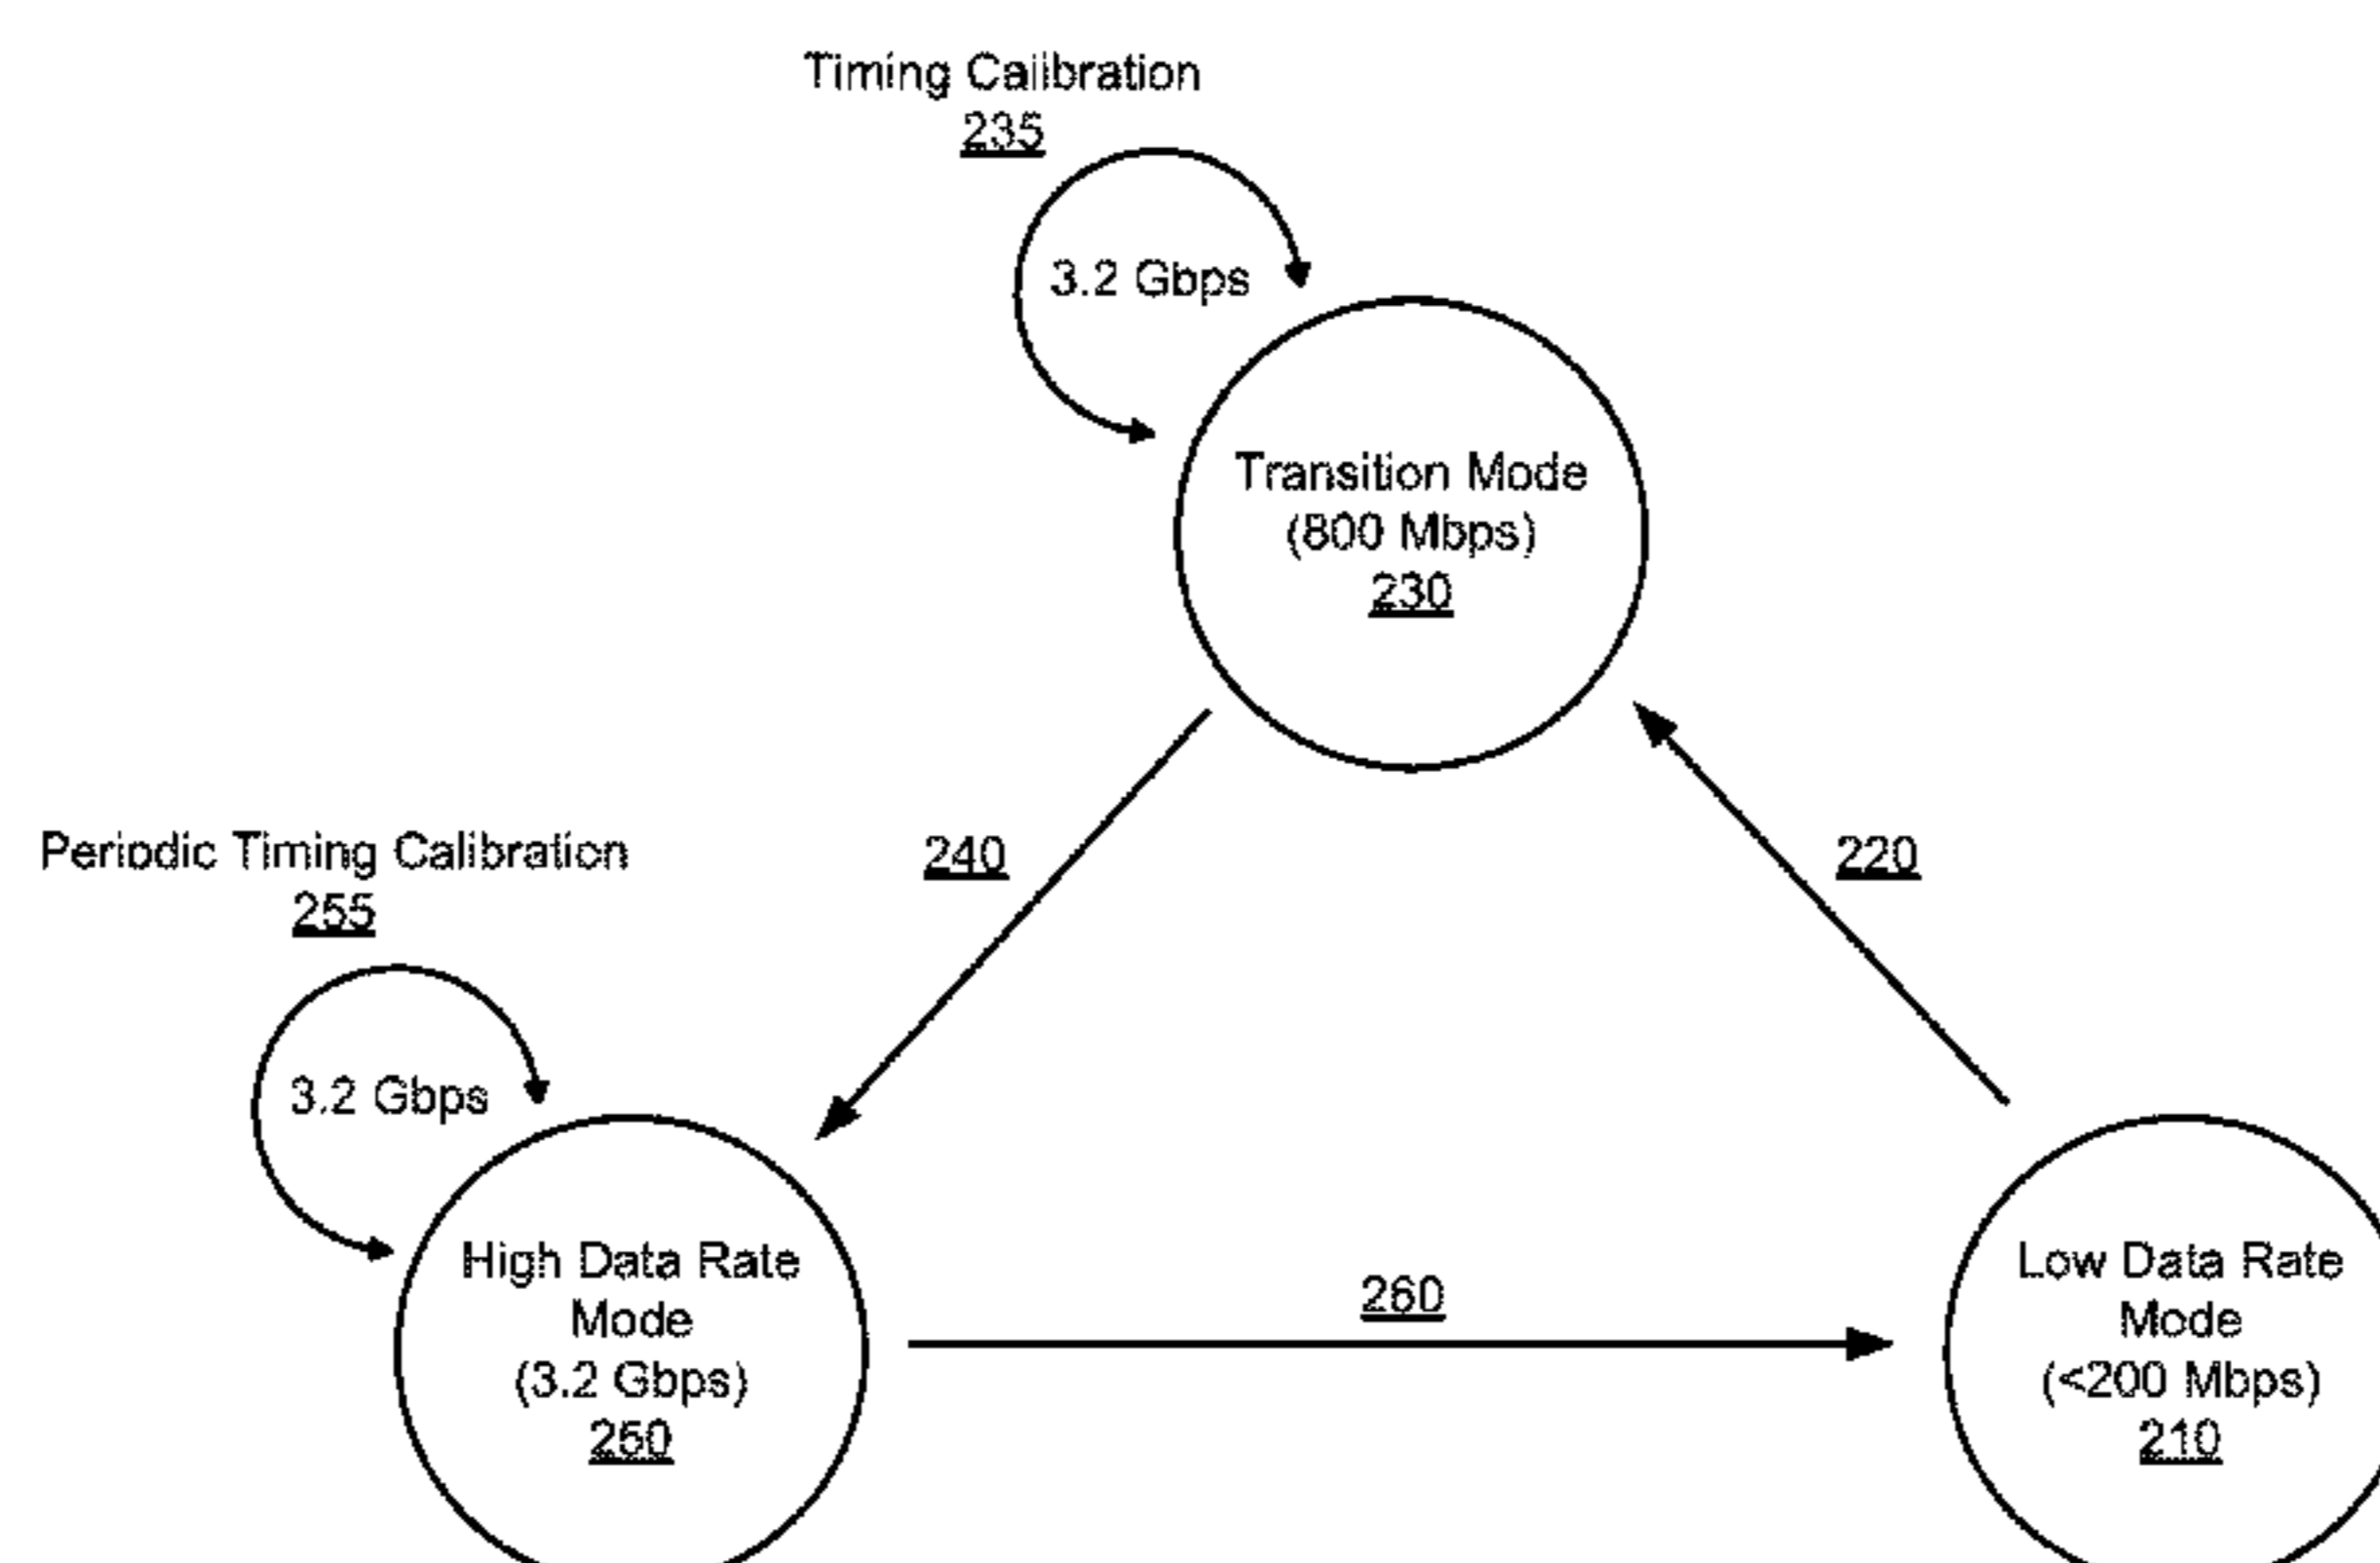 Timing Calibration
235
3.2 Gbps
Transition Mode
(800 Mbps)
230
240
220
Periodic Timing Calibration
255
3.2 Gbps
High Data Rate
Mode
(3.2 Gbps)
250
260
Low Data Rate
Mode
(<200 Mbps)
210